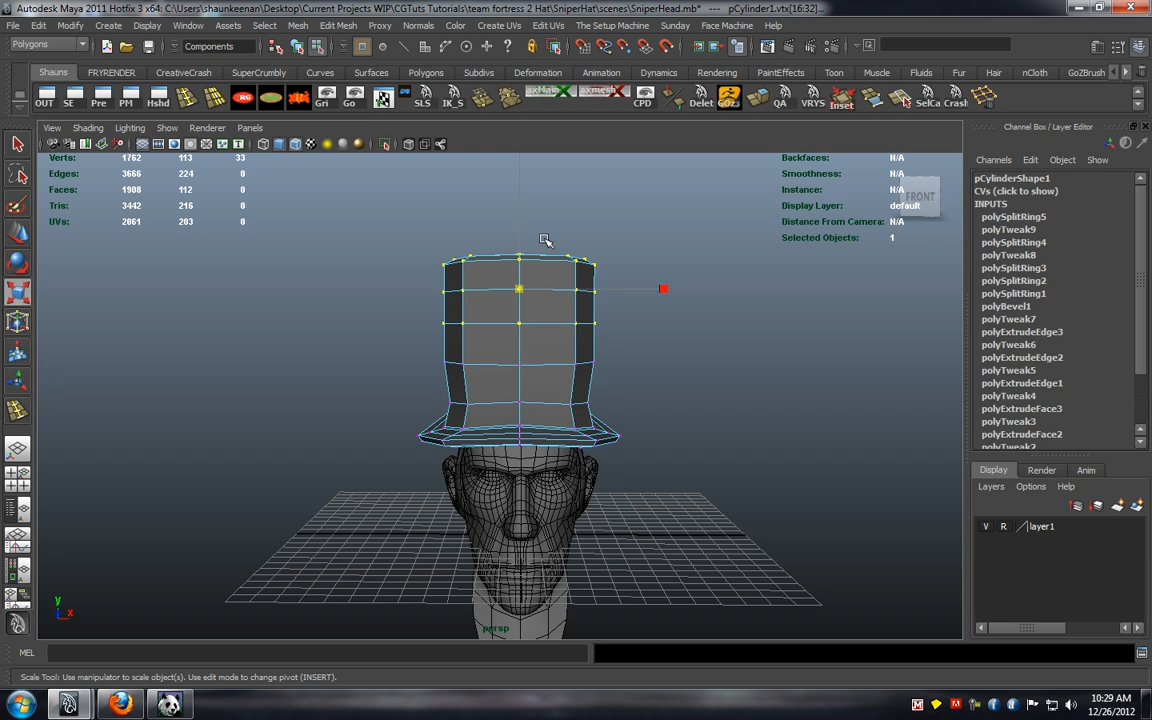 Autodesk Maya 2011 Hotfix 3 x64: C:\Users\shaunkeenan\Desktop\Current Projects WIP\CGTuts Tutorials\team fortress 2 Hat\SniperHat\scenes\SniperHead.mb* --- pCylinder1.vtx[16:32]...
File Edit Modify Create Display Window Assets Select Mesh Edit Mesh Proxy Normals Color Create UVs Edit UVs The Setup Machine Sunday Face Machine Help
Polygons Components
Shauns FRYRENDER CreativeCrash SuperCrumbly Curves Surfaces Polygons Subdivs Deformation Animation Dynamics Rendering PaintEffects Toon Muscle Fluids Fur Hair nCloth GoZBrush
OUT SE Pre PM Hshd RG Gri Go SLS IK_S axMain axmesh CPD Delet GOZ QA VRYS Inset SelCa Crash
View Shading Lighting Show Renderer Panels
Channel Box / Layer Editor
Channels Edit Object Show
Verts: 1762 113 33
Edges: 3666 224 0
Faces: 1908 112 0
Tris: 3442 216 0
UVs: 2061 203 0
Backfaces: N/A
Smoothness: N/A
Instance: N/A
Display Layer: default
Distance From Camera: N/A
Selected Objects: 1
FRONT
pCylinderShape1
CVs (click to show)
INPUTS
polySplitRing5
polyTweak9
polySplitRing4
polyTweak8
polySplitRing3
polySplitRing2
polySplitRing1
polyBevel1
polyTweak7
polyExtrudeEdge3
polyTweak6
polyExtrudeEdge2
polyTweak5
polyExtrudeEdge1
polyTweak4
polyExtrudeFace3
polyTweak3
polyExtrudeFace2
polyTweak2
Display Render Anim
Layers Options Help
V R layer1
y
x
persp
MEL
Scale Tool: Use manipulator to scale object(s). Use edit mode to change pivot (INSERT).
10:29 AM
12/26/2012